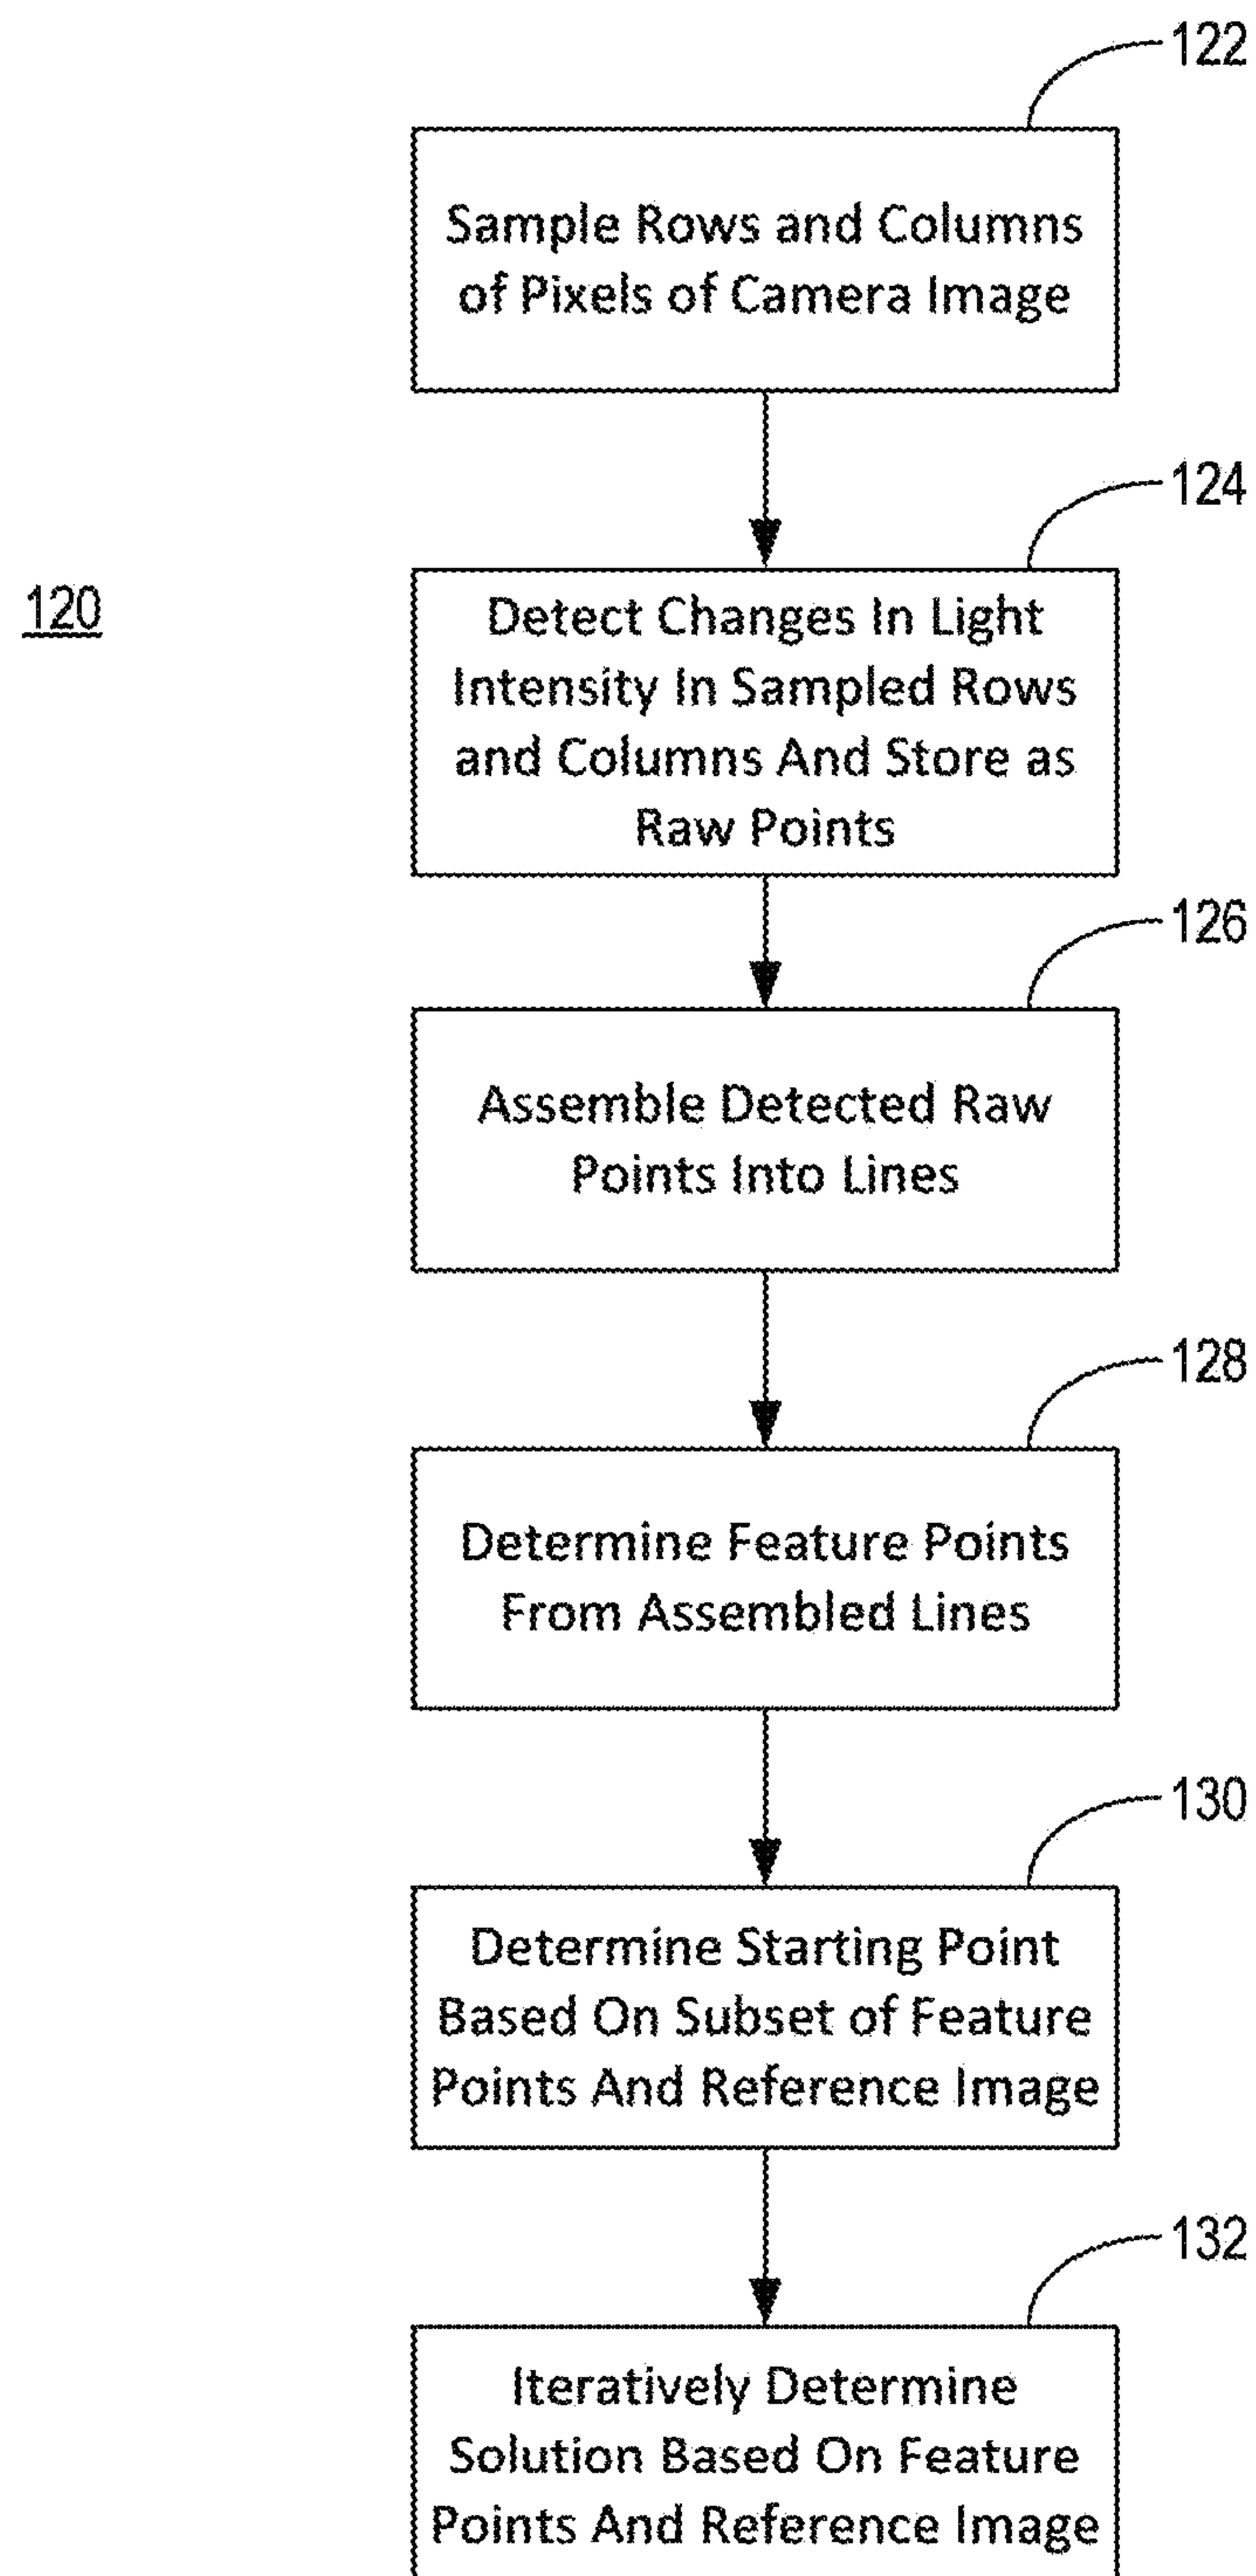 122
Sample Rows and Columns
of Pixels of Camera Image
124
120
Detect Changes In Light
Intensity In Sampled Rows
and Columns And Store as
Raw Points
126
Assemble Detected Raw
Points Into Lines
128
Determine Feature Points
From Assembled Lines
130
Determine Starting Point
Based On Subset of Feature
Points And Reference Image
132
Iteratively Determine
Solution Based On Feature
Points And Reference Image